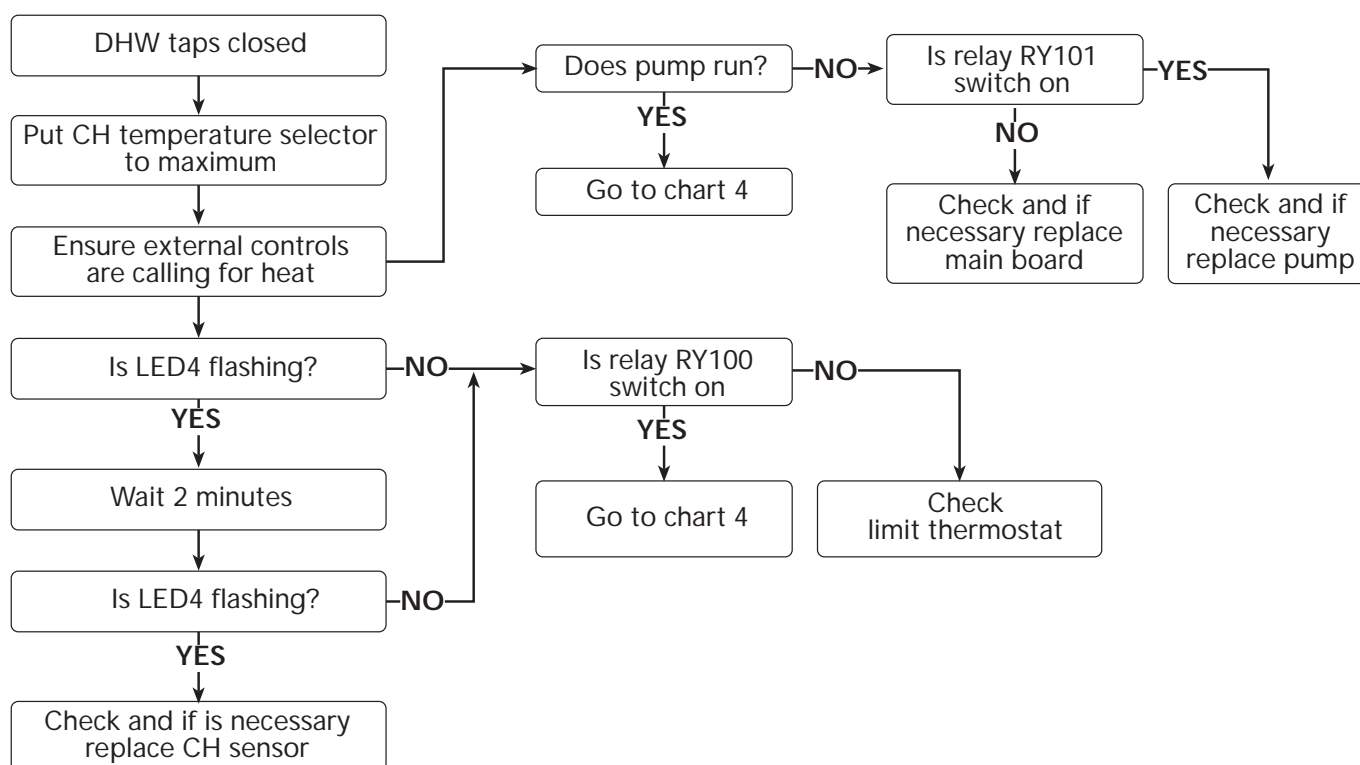 DHW taps closed
Put CH temperature selector
to maximum
Ensure external controls
are calling for heat
Is LED4 flashing?
NO
YES
Wait 2 minutes
Is LED4 flashing?
NO
YES
Check and if is necessary
replace CH sensor
Does pump run?
NO
YES
Go to chart 4
Is relay RY101
switch on
YES
NO
Check and if
necessary replace
main board
Check and if
necessary
replace pump
Is relay RY100
switch on
NO
YES
Go to chart 4
Check
limit thermostat